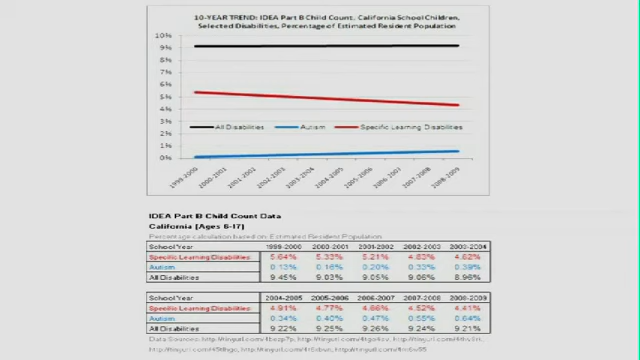 10-YEAR TREND: IDEA Part B Child Count, California School Children,
Selected Disabilities, Percentage of Estimated Resident Population
10%
9%
8%
7%
6%
5%
4%
3%
2%
1%
0%
All Disabilities Autism Specific Learning Disabilities
1999-2000 2000-2001 2001-2002 2002-2003 2003-2004 2004-2005 2005-2006 2006-2007 2007-2008 2008-2009
IDEA Part B Child Count Data
California (Ages 6-17)
Percentage calculation based on: Estimated Resident Population
School Year 1999-2000 2000-2001 2001-2002 2002-2003 2003-2004
Specific Learning Disabilities 5.64% 5.33% 5.21% 4.83% 4.82%
Autism 0.13% 0.16% 0.20% 0.33% 0.39%
All Disabilities 9.45% 9.03% 9.05% 9.06% 8.96%
School Year 2004-2005 2005-2006 2006-2007 2007-2008 2008-2009
Specific Learning Disabilities 4.91% 4.77% 4.66% 4.52% 4.41%
Autism 0.34% 0.40% 0.47% 0.55% 0.64%
All Disabilities 9.22% 9.25% 9.26% 9.24% 9.21%
Data Sources: